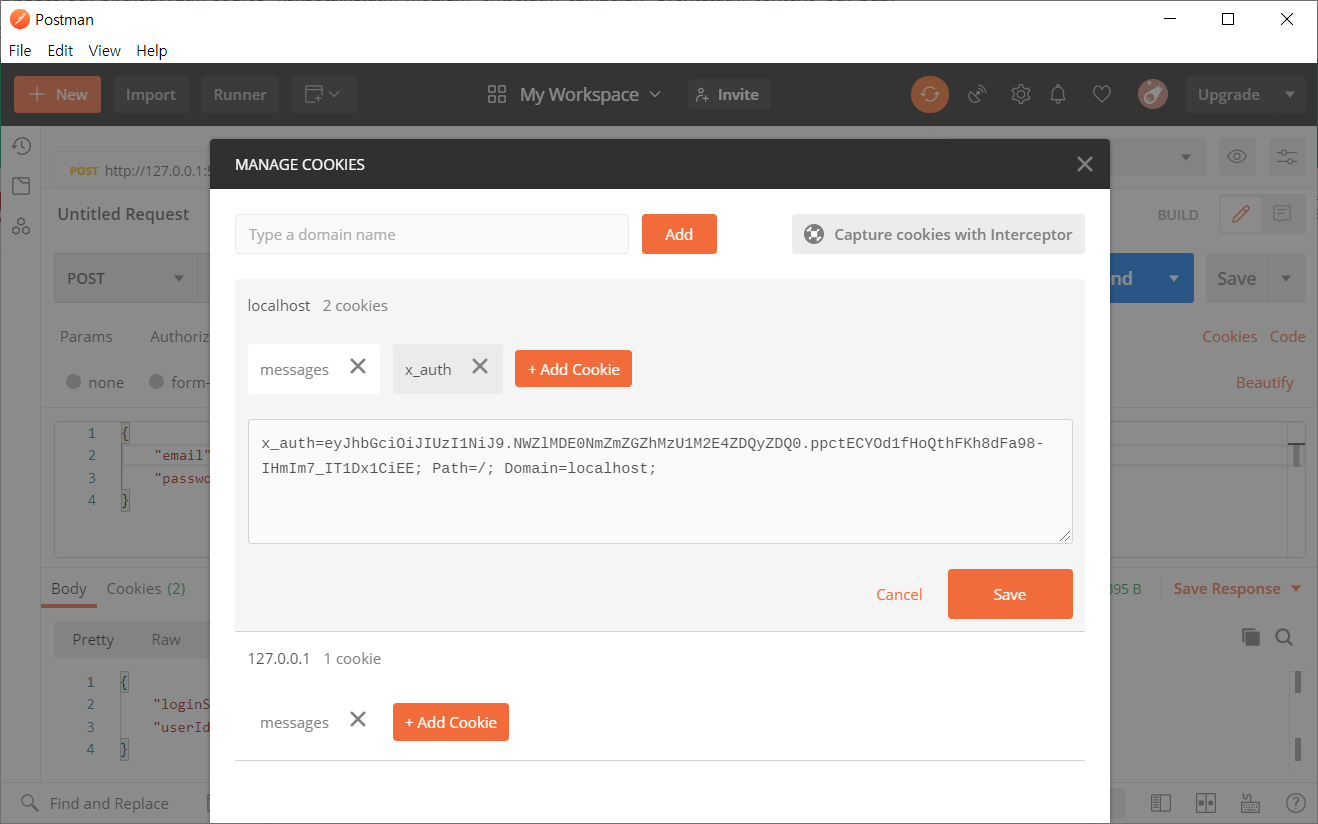 Postman
File Edit View Help
New Import Runner My Workspace Invite Upgrade
MANAGE COOKIES
POST http://127.0.0.1:5
Untitled Request
BUILD
Type a domain name Add Capture cookies with Interceptor
POST
nd Save
localhost 2 cookies
Params Authoriz
Cookies Code
messages x_auth + Add Cookie
none form-
Beautify
1 {
2 "email"
3 "passwo
4 }
x_auth=eyJhbGciOiJIUzI1NiJ9.NWZlMDE0NmZmZGZhMzU1M2E4ZDQyZDQ0.ppctECYOd1fHoQthFKh8dFa98-
IHmIm7_IT1Dx1CiEE; Path=/; Domain=localhost;
Cancel Save
Body Cookies (2)
395 B Save Response
Pretty Raw
127.0.0.1 1 cookie
1 {
2 "loginS
3 "userId
4 }
messages + Add Cookie
Find and Replace